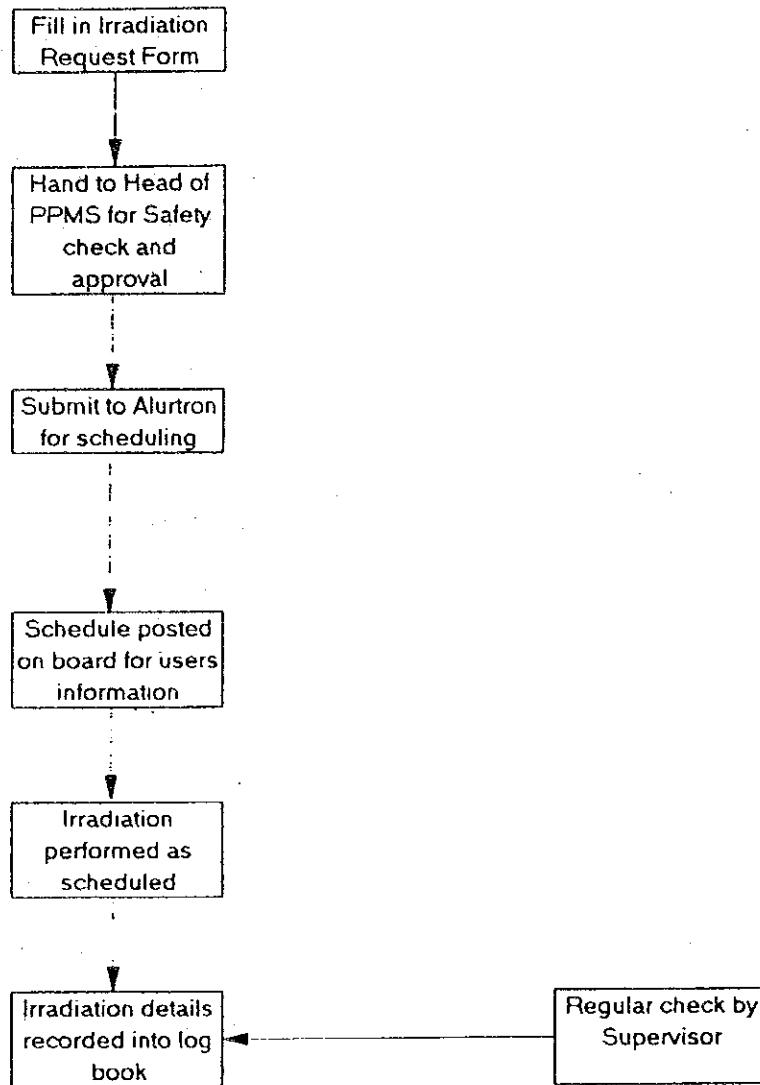 Fill in Irradiation
Request Form
Hand to Head of
PPMS for Safety
check and
approval
Submit to Alurtron
for scheduling
Schedule posted
on board for users
information
Irradiation
performed as
scheduled
Irradiation details
recorded into log
book
Regular check by
Supervisor